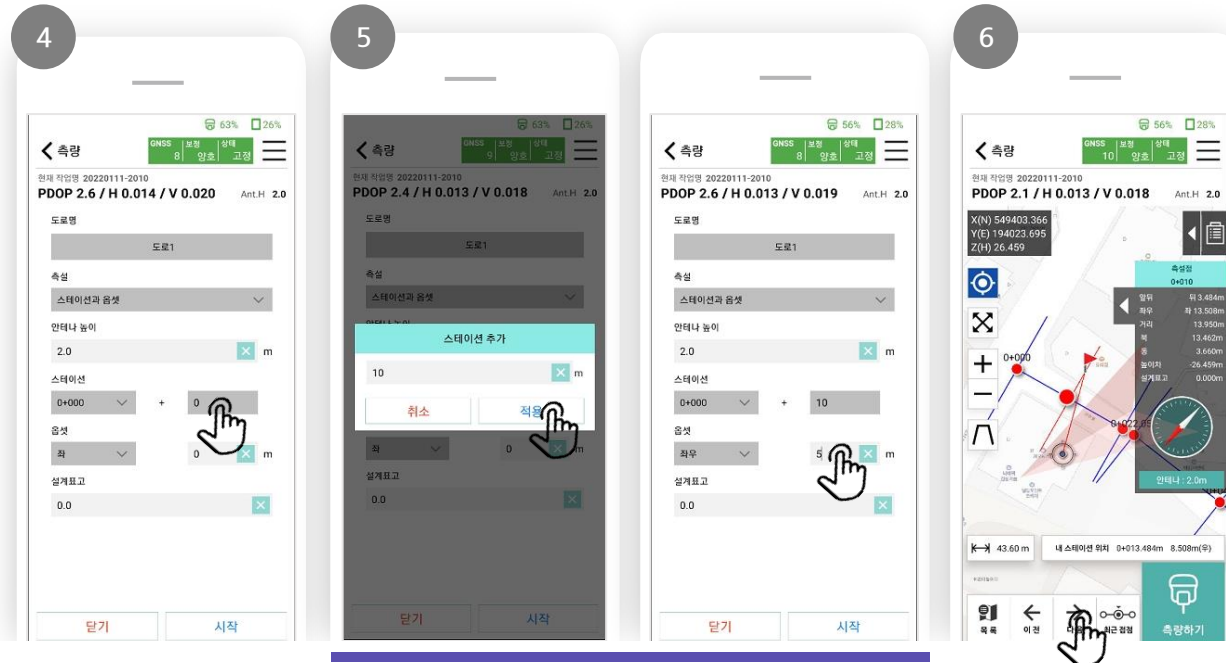 4
63% 26%
측량
GNSS 8 보정 양호 상태 고정
현재 작업명 20220111-2010
PDOP 2.6 / H 0.014 / V 0.020 Ant.H 2.0
도로명
도로1
측설
스테이션과 옵셋
안테나 높이
2.0 m
스테이션
0+000 + 0
옵셋
좌 0 m
설계표고
0.0
닫기 시작
5
53% 26%
측량
GNSS 9 보정 양호 상태 고정
현재 작업명 20220111-2010
PDOP 2.4 / H 0.013 / V 0.018 Ant.H 2.0
도로명
도로1
측설
스테이션과 옵셋
안테나 높이
스테이션 추가
10 m
취소 적용
좌 0 m
설계표고
0.0
닫기 시작
56% 28%
측량
GNSS 8 보정 양호 상태 고정
현재 작업명 20220111-2010
PDOP 2.6 / H 0.013 / V 0.019 Ant.H 2.0
도로명
도로1
측설
스테이션과 옵셋
안테나 높이
2.0 m
스테이션
0+000 + 10
옵셋
좌우 5 m
설계표고
0.0
닫기 시작
6
56% 28%
측량
GNSS 10 보정 양호 상태 고정
현재 작업명 20220111-2010
PDOP 2.1 / H 0.013 / V 0.018 Ant.H 2.0
X(N) 549403.366
Y(E) 194023.695
Z(H) 26.459
측설점
0+010
앞뒤 뒤 3.484m
좌우 좌 13.508m
거리 13.950m
북 13.462m
동 3.660m
높이차 -26.459m
설계표고 0.000m
0+000
안테나 : 2.0m
43.60 m
내 스테이션 위치 0+013.484m 8.508m(우)
목록 이전 다음 최근접점 측량하기